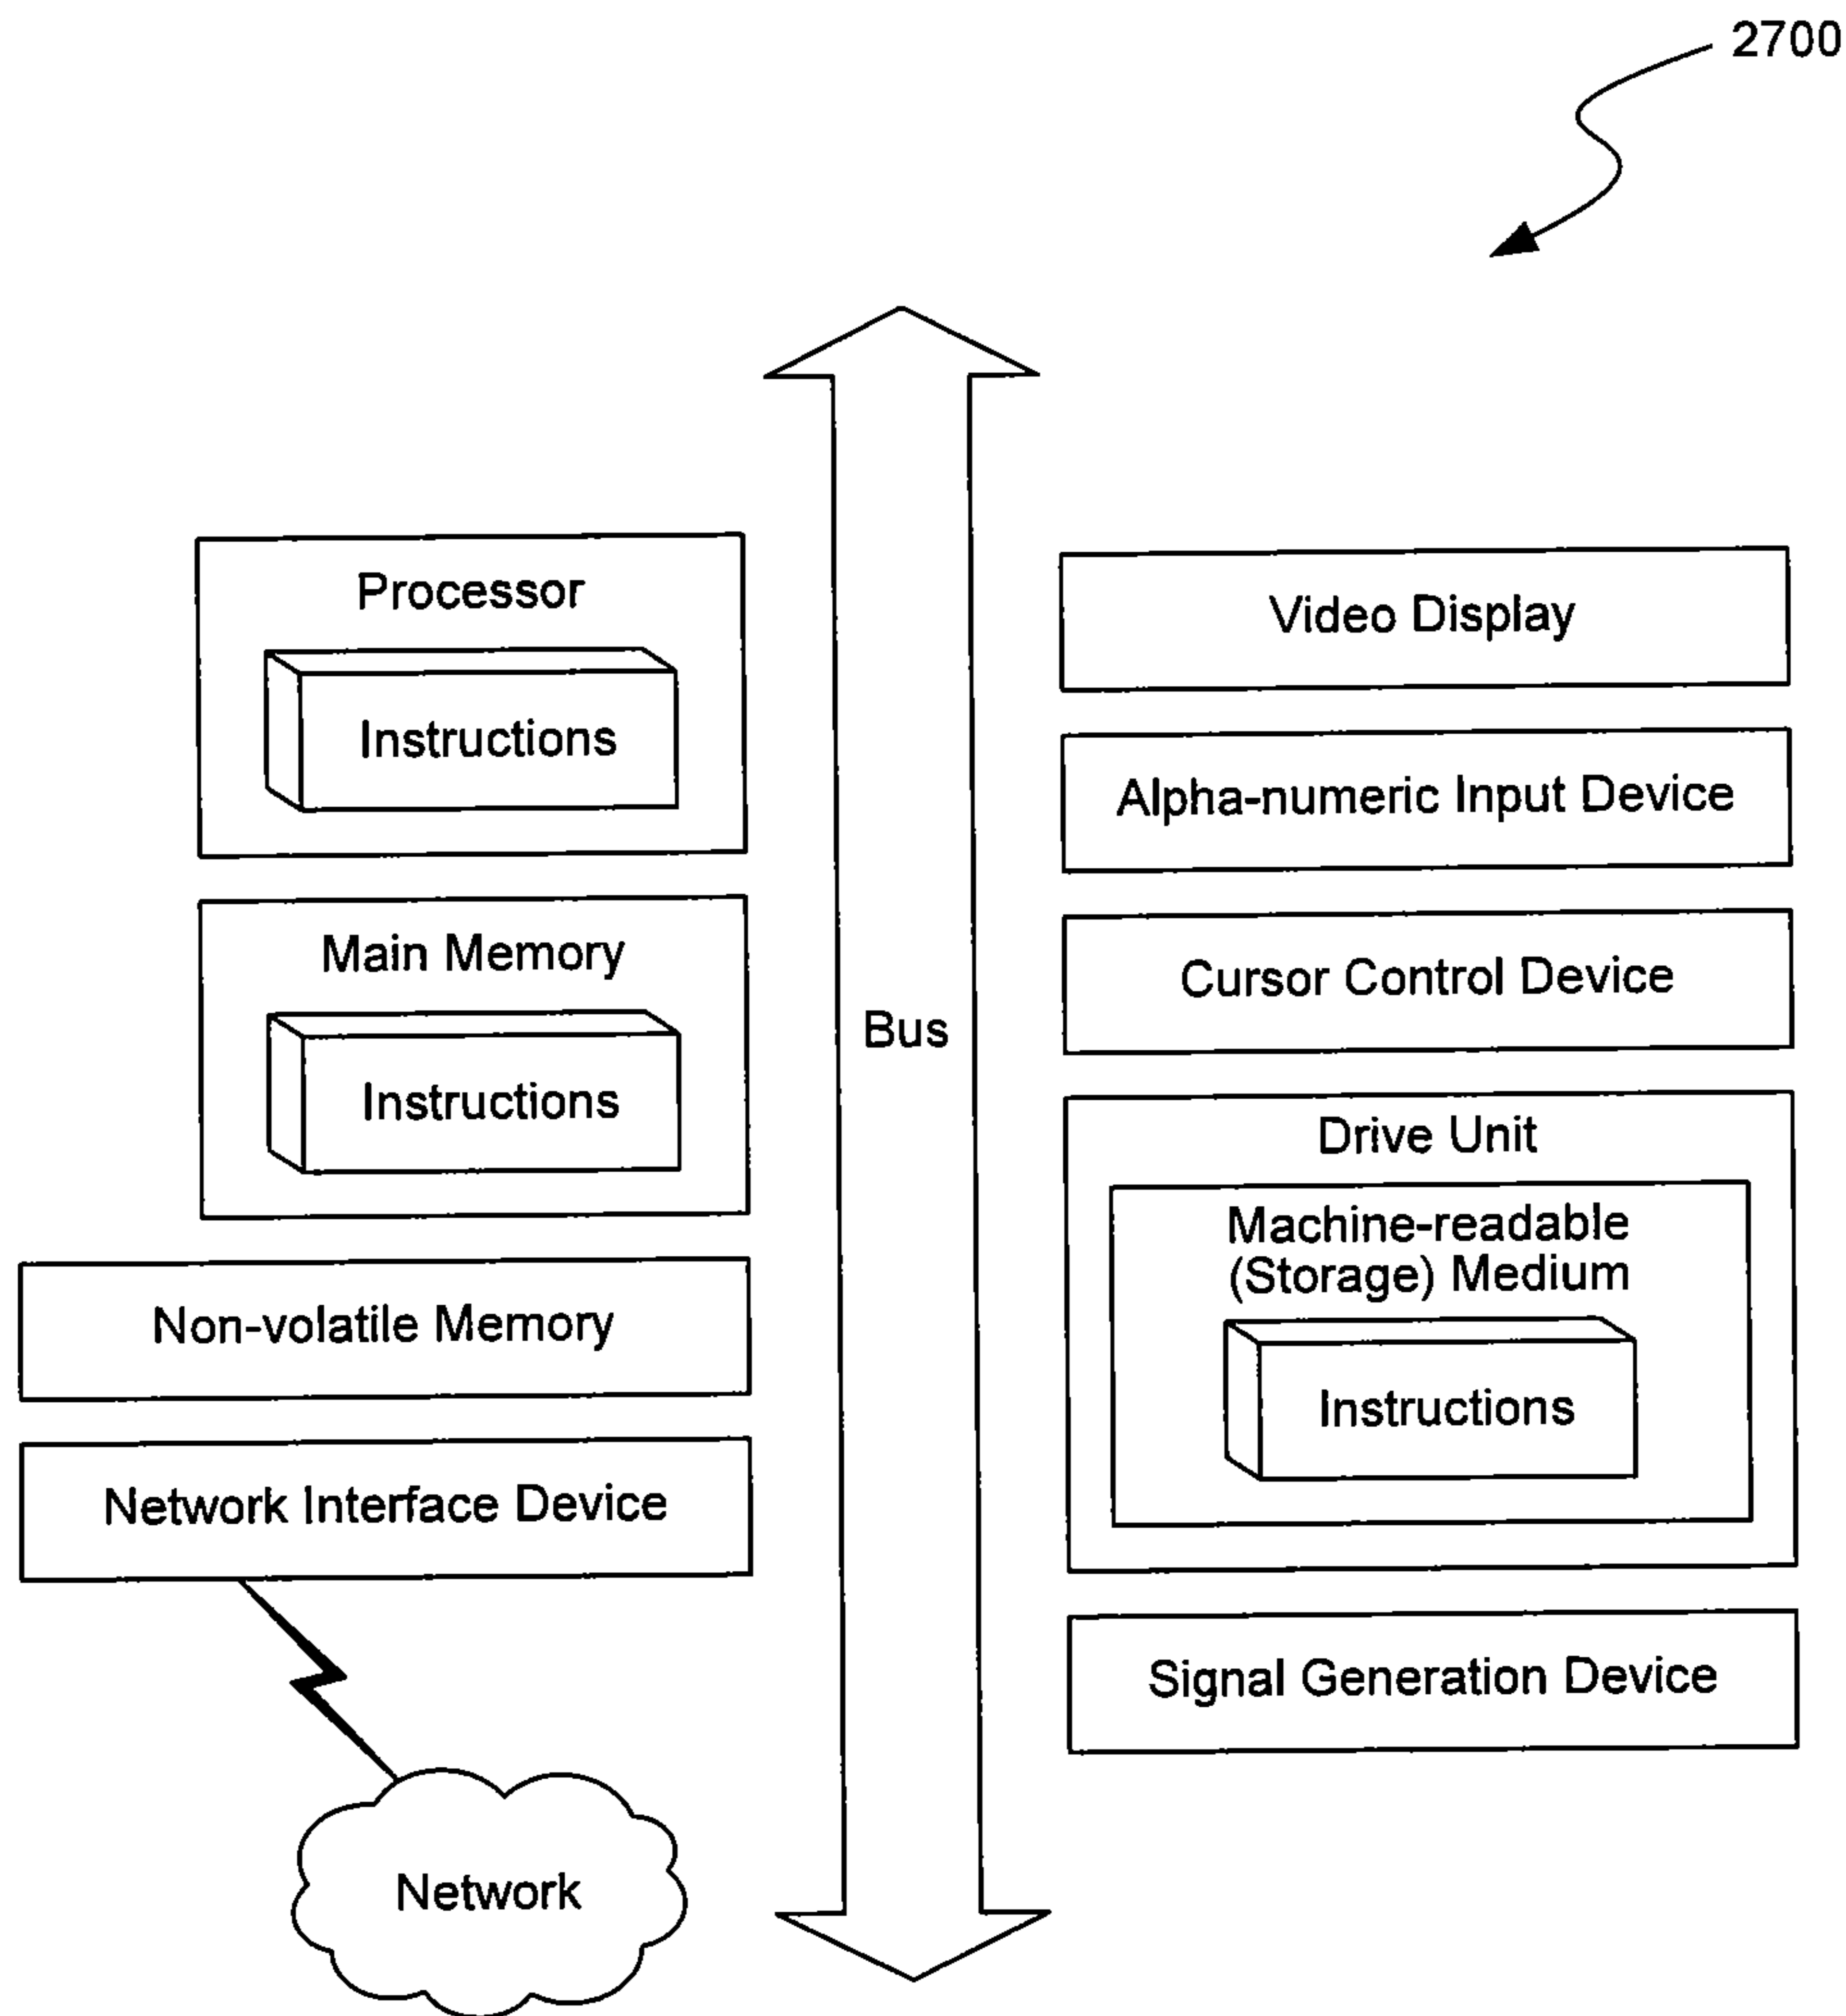 2700
Processor
Instructions
Main Memory
Instructions
Non-volatile Memory
Network Interface Device
Network
Bus
Video Display
Alpha-numeric Input Device
Cursor Control Device
Drive Unit
Machine-readable
(Storage) Medium
Instructions
Signal Generation Device